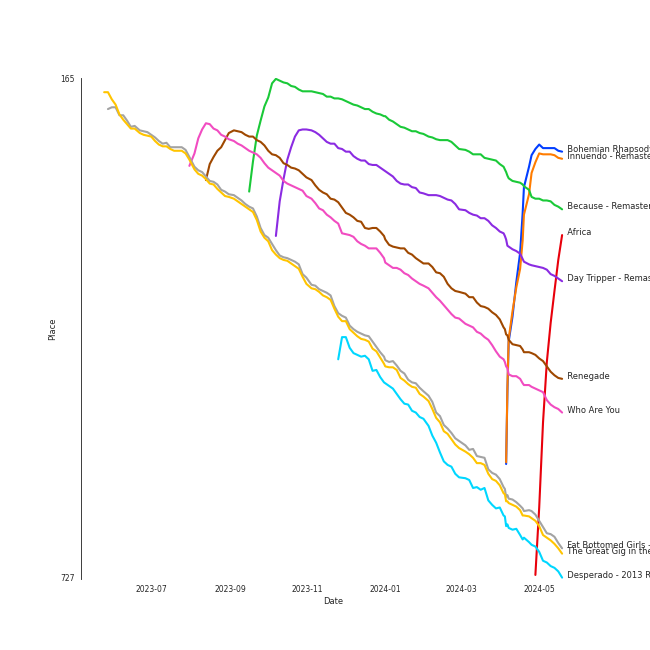 165
Bohemian Rhapsody
Innuendo - Remaste
Because - Remaster
Africa
Day Tripper - Remas
Place
Renegade
Who Are You
Fat Bottomed Girls -
The Great Gig in the
Desperado - 2013 R
727
2023-07
2023-09
2023-11
2024-01
2024-03
2024-05
Date